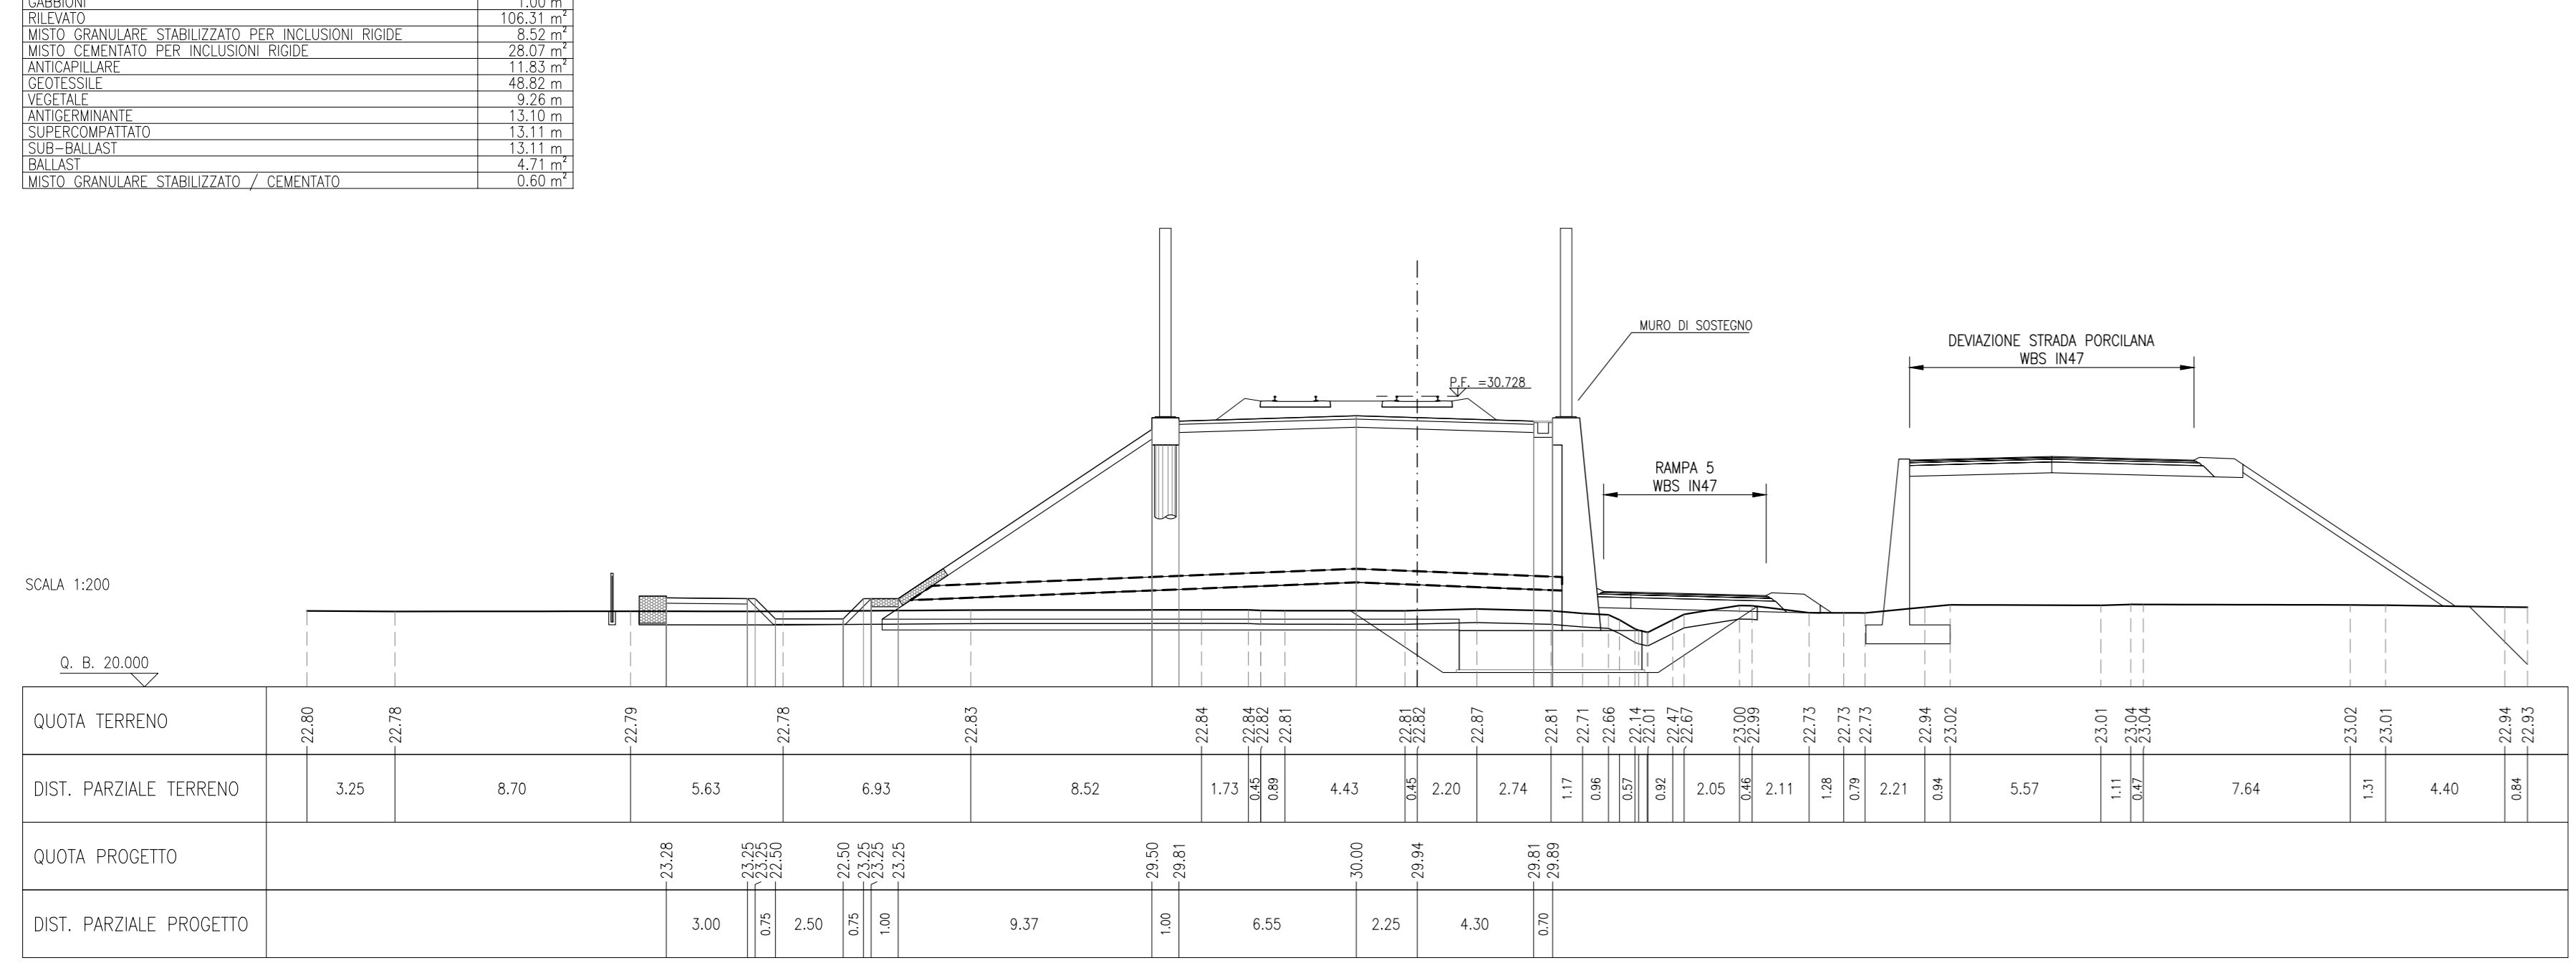 GABBIONI 1.00 m
RILEVATO 106.31 m²
MISTO GRANULARE STABILIZZATO PER INCLUSIONI RIGIDE 8.52 m²
MISTO CEMENTATO PER INCLUSIONI RIGIDE 28.07 m²
ANTICAPILLARE 11.83 m²
GEOTESSILE 48.82 m
VEGETALE 9.26 m
ANTIGERMINANTE 13.10 m
SUPERCOMPATTATO 13.11 m
SUB-BALLAST 13.11 m
BALLAST 4.71 m²
MISTO GRANULARE STABILIZZATO / CEMENTATO 0.60 m²
MURO DI SOSTEGNO
DEVIAZIONE STRADA PORCILANA
WBS IN47
P.F. =30.728
RAMPA 5
WBS IN47
SCALA 1:200
Q. B. 20.000
QUOTA TERRENO 22.80 22.78 22.79 22.78 22.83 22.84 22.84 22.82 22.81 22.81 22.82 22.87 22.81 22.71 22.66 22.14 22.01 22.47 22.67 23.00 22.99 22.73 22.73 22.73 22.94 23.02 23.01 23.04 23.04 23.02 23.01 22.94 22.93
DIST. PARZIALE TERRENO 3.25 8.70 5.63 6.93 8.52 1.73 0.45 0.89 4.43 0.45 2.20 2.74 1.17 0.96 0.57 0.92 2.05 0.46 2.11 1.28 0.79 2.21 0.94 5.57 1.11 0.47 7.64 1.31 4.40 0.84
QUOTA PROGETTO 23.28 23.25 23.25 22.50 22.50 23.25 23.25 23.25 29.50 29.81 30.00 29.94 29.81 29.89
DIST. PARZIALE PROGETTO 3.00 0.75 2.50 0.75 1.00 9.37 1.00 6.55 2.25 4.30 0.70